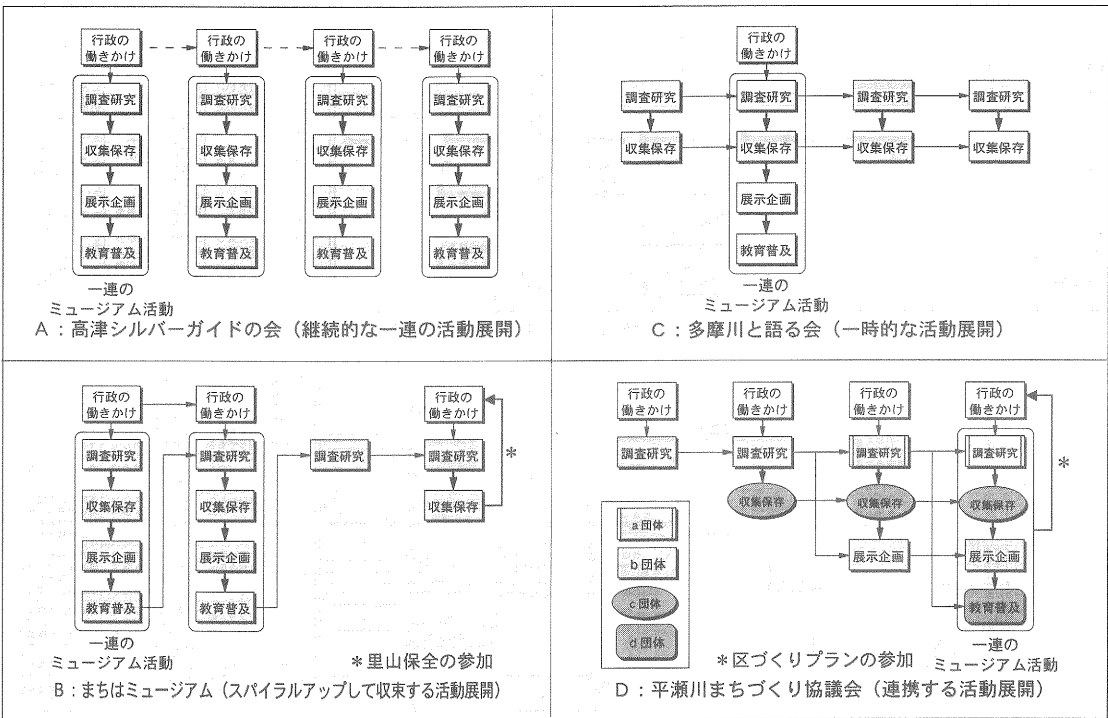 行政の
働きかけ
行政の
働きかけ
行政の
働きかけ
行政の
働きかけ
調査研究
調査研究
調査研究
調査研究
収集保存
収集保存
収集保存
収集保存
展示企画
展示企画
展示企画
展示企画
教育普及
教育普及
教育普及
教育普及
一連の
ミュージアム活動
A:高津シルバーガイドの会(継続的な一連の活動展開)
行政の
働きかけ
調査研究
調査研究
調査研究
調査研究
収集保存
収集保存
収集保存
収集保存
展示企画
教育普及
一連の
ミュージアム活動
C:多摩川と語る会(一時的な活動展開)
行政の
働きかけ
行政の
働きかけ
行政の
働きかけ
調査研究
調査研究
調査研究
調査研究
*
収集保存
収集保存
収集保存
展示企画
展示企画
教育普及
教育普及
一連の
ミュージアム活動
*里山保全の参加
B:まちはミュージアム(スパイラルアップして収束する活動展開)
行政の
働きかけ
行政の
働きかけ
行政の
働きかけ
行政の
働きかけ
調査研究
調査研究
調査研究
調査研究
*
収集保存
収集保存
収集保存
a団体
b団体
c団体
d団体
展示企画
展示企画
教育普及
一連の
ミュージアム活動
*区づくりプランの参加
D:平瀬川まちづくり協議会(連携する活動展開)